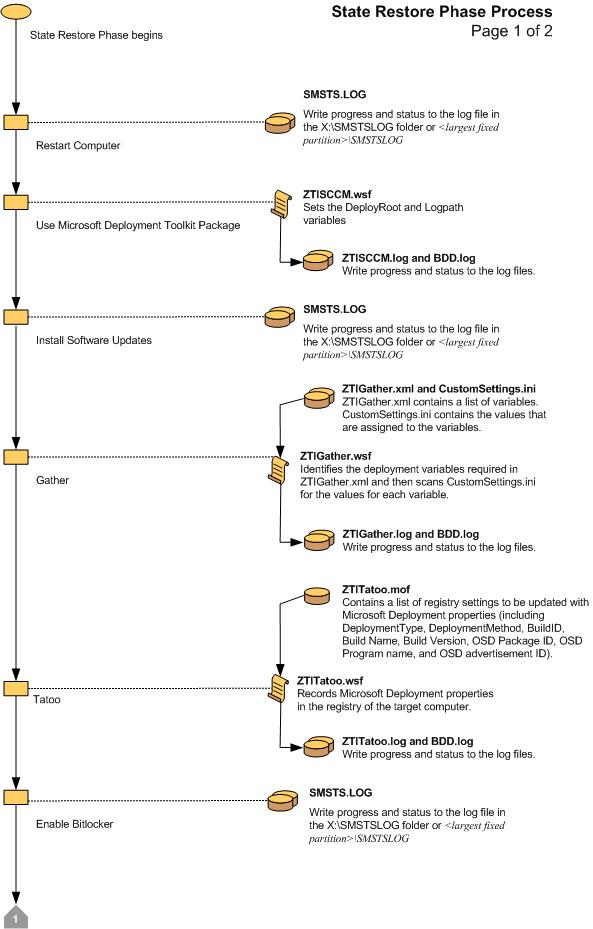 State Restore Phase Process
Page 1 of 2
State Restore Phase begins
SMSTS.LOG
Write progress and status to the log file in
the X:\SMSTSLOG folder or <largest fixed
partition>\SMSTSLOG
Restart Computer
ZTISCCM.wsf
Sets the DeployRoot and Logpath
variables
Use Microsoft Deployment Toolkit Package
ZTISCCM.log and BDD.log
Write progress and status to the log files.
SMSTS.LOG
Write progress and status to the log file in
the X:\SMSTSLOG folder or <largest fixed
partition>\SMSTSLOG
Install Software Updates
ZTIGather.xml and CustomSettings.ini
ZTIGather.xml contains a list of variables.
CustomSettings.ini contains the values that
are assigned to the variables.
ZTIGather.wsf
Identifies the deployment variables required in
ZTIGather.xml and then scans CustomSettings.ini
for the values for each variable.
Gather
ZTIGather.log and BDD.log
Write progress and status to the log files.
ZTITatoo.mof
Contains a list of registry settings to be updated with
Microsoft Deployment properties (including
DeploymentType, DeploymentMethod, BuildID,
Build Name, Build Version, OSD Package ID, OSD
Program name, and OSD advertisement ID).
ZTITatoo.wsf
Records Microsoft Deployment properties
in the registry of the target computer.
Tatoo
ZTITatoo.log and BDD.log
Write progress and status to the log files.
SMSTS.LOG
Write progress and status to the log file in
the X:\SMSTSLOG folder or <largest fixed
partition>\SMSTSLOG
Enable Bitlocker
1